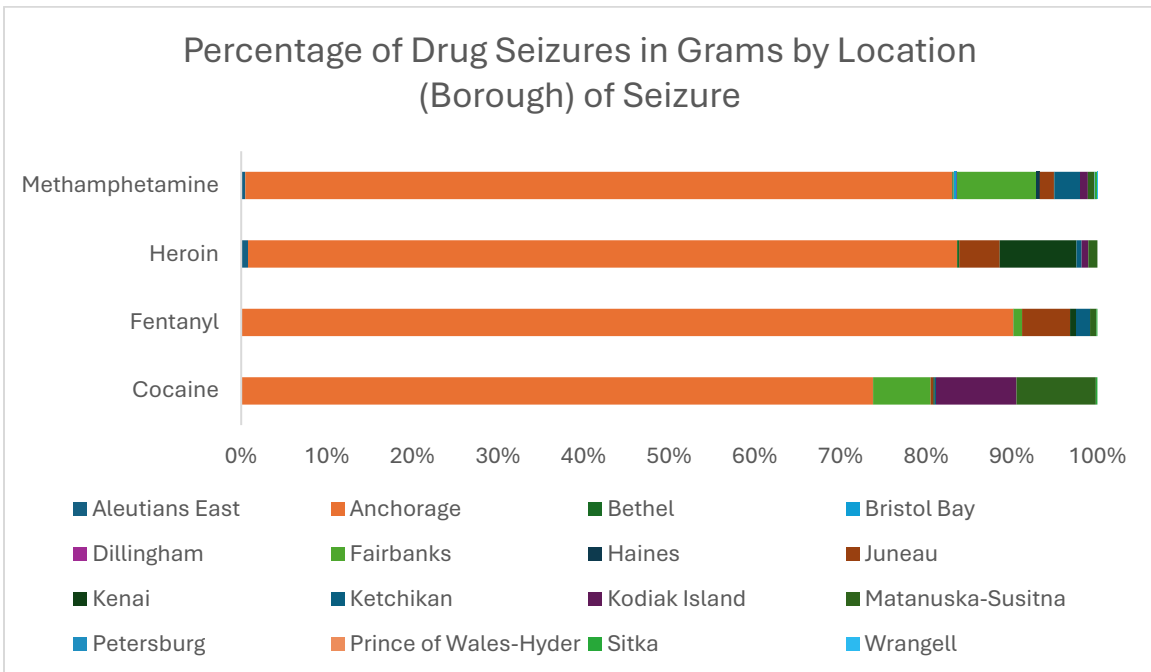 Percentage of Drug Seizures in Grams by Location
(Borough) of Seizure
Methamphetamine
Heroin
Fentanyl
Cocaine
0% 10% 20% 30% 40% 50% 60% 70% 80% 90% 100%
Aleutians East Anchorage Bethel Bristol Bay
Dillingham Fairbanks Haines Juneau
Kenai Ketchikan Kodiak Island Matanuska-Susitna
Petersburg Prince of Wales-Hyder Sitka Wrangell